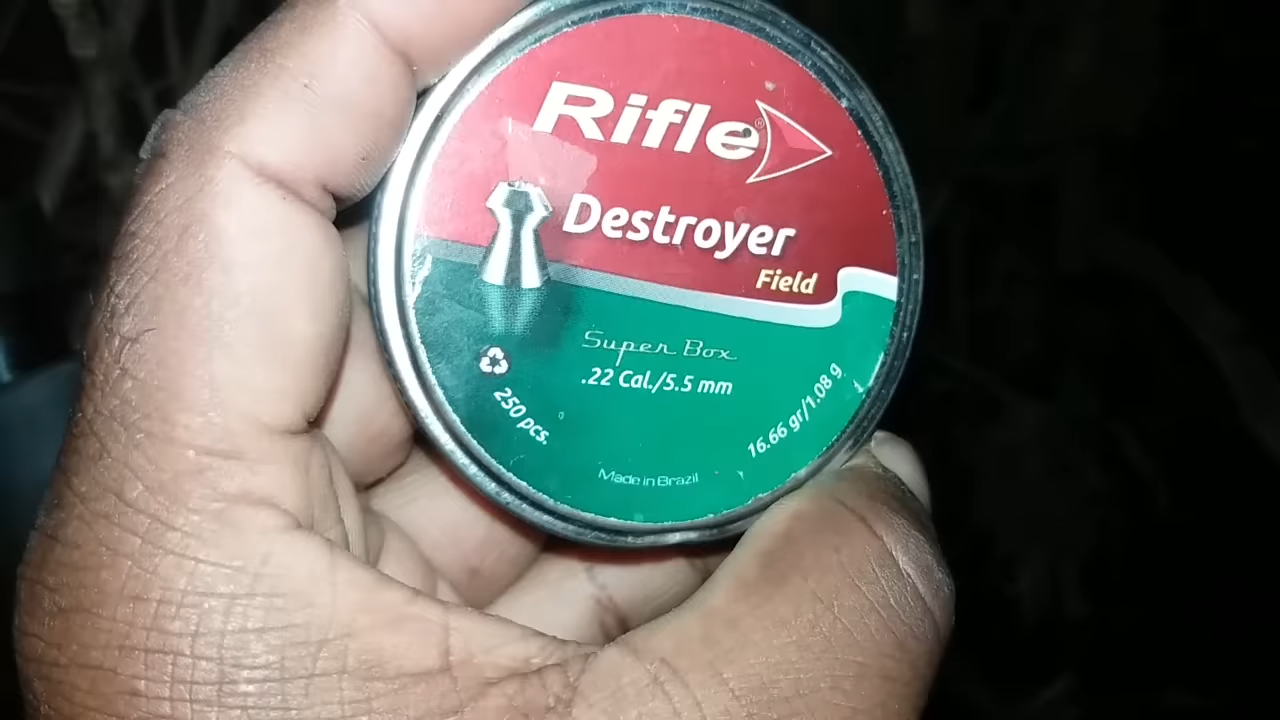 Rifle®
Destroyer
Field
Super Box
.22 Cal./5.5 mm
250 pcs.
16.66 gr/1.08 g
Made in Brazil